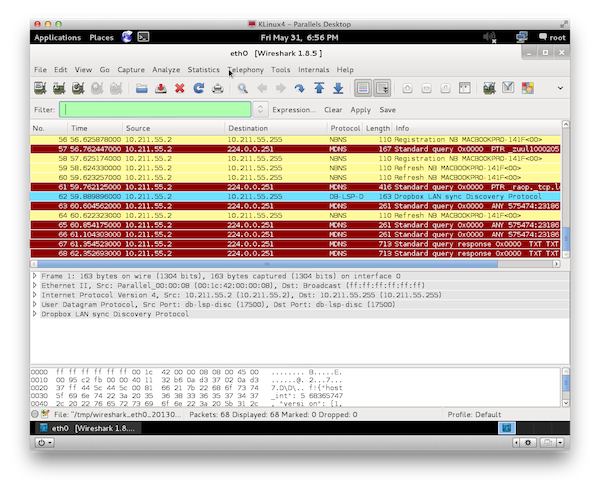 KLinux4 – Parallels Desktop
Applications Places Fri May 31, 6:56 PM root
eth0 [Wireshark 1.8.5 ]
File Edit View Go Capture Analyze Statistics Telephony Tools Internals Help
Filter: Expression... Clear Apply Save
No. Time Source Destination Protocol Length Info
56 56.625878000 10.211.55.2 10.211.55.255 NBNS 110 Registration NB MACBOOKPRO-141F<00>
57 56.762447000 10.211.55.2 224.0.0.251 MDNS 167 Standard query 0x0000 PTR _zuul1000205
58 57.625174000 10.211.55.2 10.211.55.255 NBNS 110 Refresh NB MACBOOKPRO-141F<00>
59 58.624330000 10.211.55.2 10.211.55.255 NBNS 110 Refresh NB MACBOOKPRO-141F<00>
60 59.625257000 10.211.55.2 10.211.55.255 NBNS 110 Refresh NB MACBOOKPRO-141F<00>
61 59.762125000 10.211.55.2 224.0.0.251 MDNS 416 Standard query 0x0000 PTR _raop._tcp.lo
62 59.889896000 10.211.55.2 10.211.55.255 DB-LSP-D 163 Dropbox LAN sync Discovery Protocol
63 60.604562000 10.211.55.2 224.0.0.251 MDNS 261 Standard query 0x0000 ANY 575474:23186
64 60.622323000 10.211.55.2 10.211.55.255 NBNS 110 Refresh NB MACBOOKPRO-141F<00>
65 60.854175000 10.211.55.2 224.0.0.251 MDNS 261 Standard query 0x0000 ANY 575474:23186
66 61.104303000 10.211.55.2 224.0.0.251 MDNS 261 Standard query 0x0000 ANY 575474:23186
67 61.354523000 10.211.55.2 224.0.0.251 MDNS 713 Standard query response 0x0000 TXT TXT
68 62.352693000 10.211.55.2 224.0.0.251 MDNS 713 Standard query response 0x0000 TXT TXT
Frame 1: 163 bytes on wire (1304 bits), 163 bytes captured (1304 bits) on interface 0
Ethernet II, Src: Parallel_00:00:08 (00:1c:42:00:00:08), Dst: Broadcast (ff:ff:ff:ff:ff:ff)
Internet Protocol Version 4, Src: 10.211.55.2 (10.211.55.2), Dst: 10.211.55.255 (10.211.55.255)
User Datagram Protocol, Src Port: db-lsp-disc (17500), Dst Port: db-lsp-disc (17500)
Dropbox LAN sync Discovery Protocol
0000 ff ff ff ff ff ff 00 1c 42 00 00 08 08 00 45 00 ........ B.....E.
0010 00 95 c2 fb 00 00 40 11 32 b6 0a d3 37 02 0a d3 ......@. 2...7...
0020 37 ff 44 5c 44 5c 00 81 66 21 7b 22 68 6f 73 74 7.D\D\.. f!{"host
0030 5f 69 6e 74 22 3a 20 35 36 38 33 36 35 37 34 37 _int": 5 68365747
0040 2c 20 22 76 65 72 73 69 6f 6e 22 3a 20 5b 31 2c , "versi on": [1,
File: "/tmp/wireshark_eth0_20130... Packets: 68 Displayed: 68 Marked: 0 Dropped: 0 Profile: Default
eth0 [Wireshark 1.8....